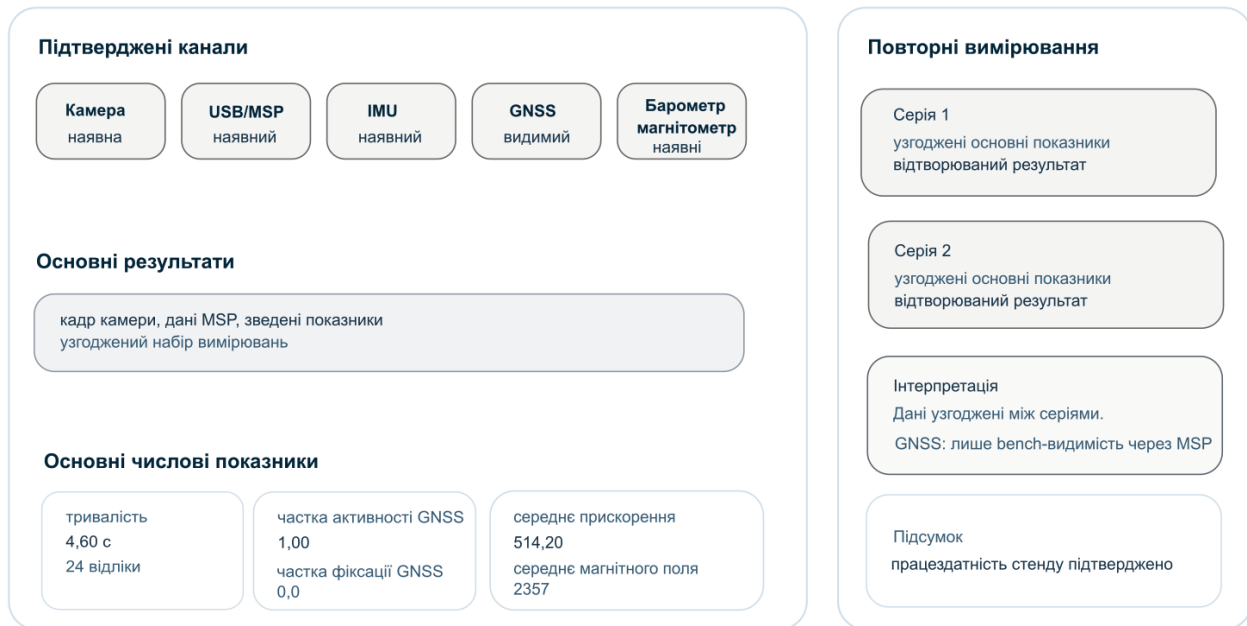 Підтверджені канали
Камера
наявна
USB/MSP
наявний
IMU
наявний
GNSS
видимий
Барометр
магнітометр
наявні
Основні результати
кадр камери, дані MSP, зведені показники
узгоджений набір вимірювань
Основні числові показники
тривалість
4,60 с
24 відліки
частка активності GNSS
1,00
частка фіксації GNSS
0,0
середнє прискорення
514,20
середнє магнітного поля
2357
Повторні вимірювання
Серія 1
узгоджені основні показники
відтворюваний результат
Серія 2
узгоджені основні показники
відтворюваний результат
Інтерпретація
Дані узгоджені між серіями.
GNSS: лише bench-видимість через MSP
Підсумок
працездатність стенду підтверджено